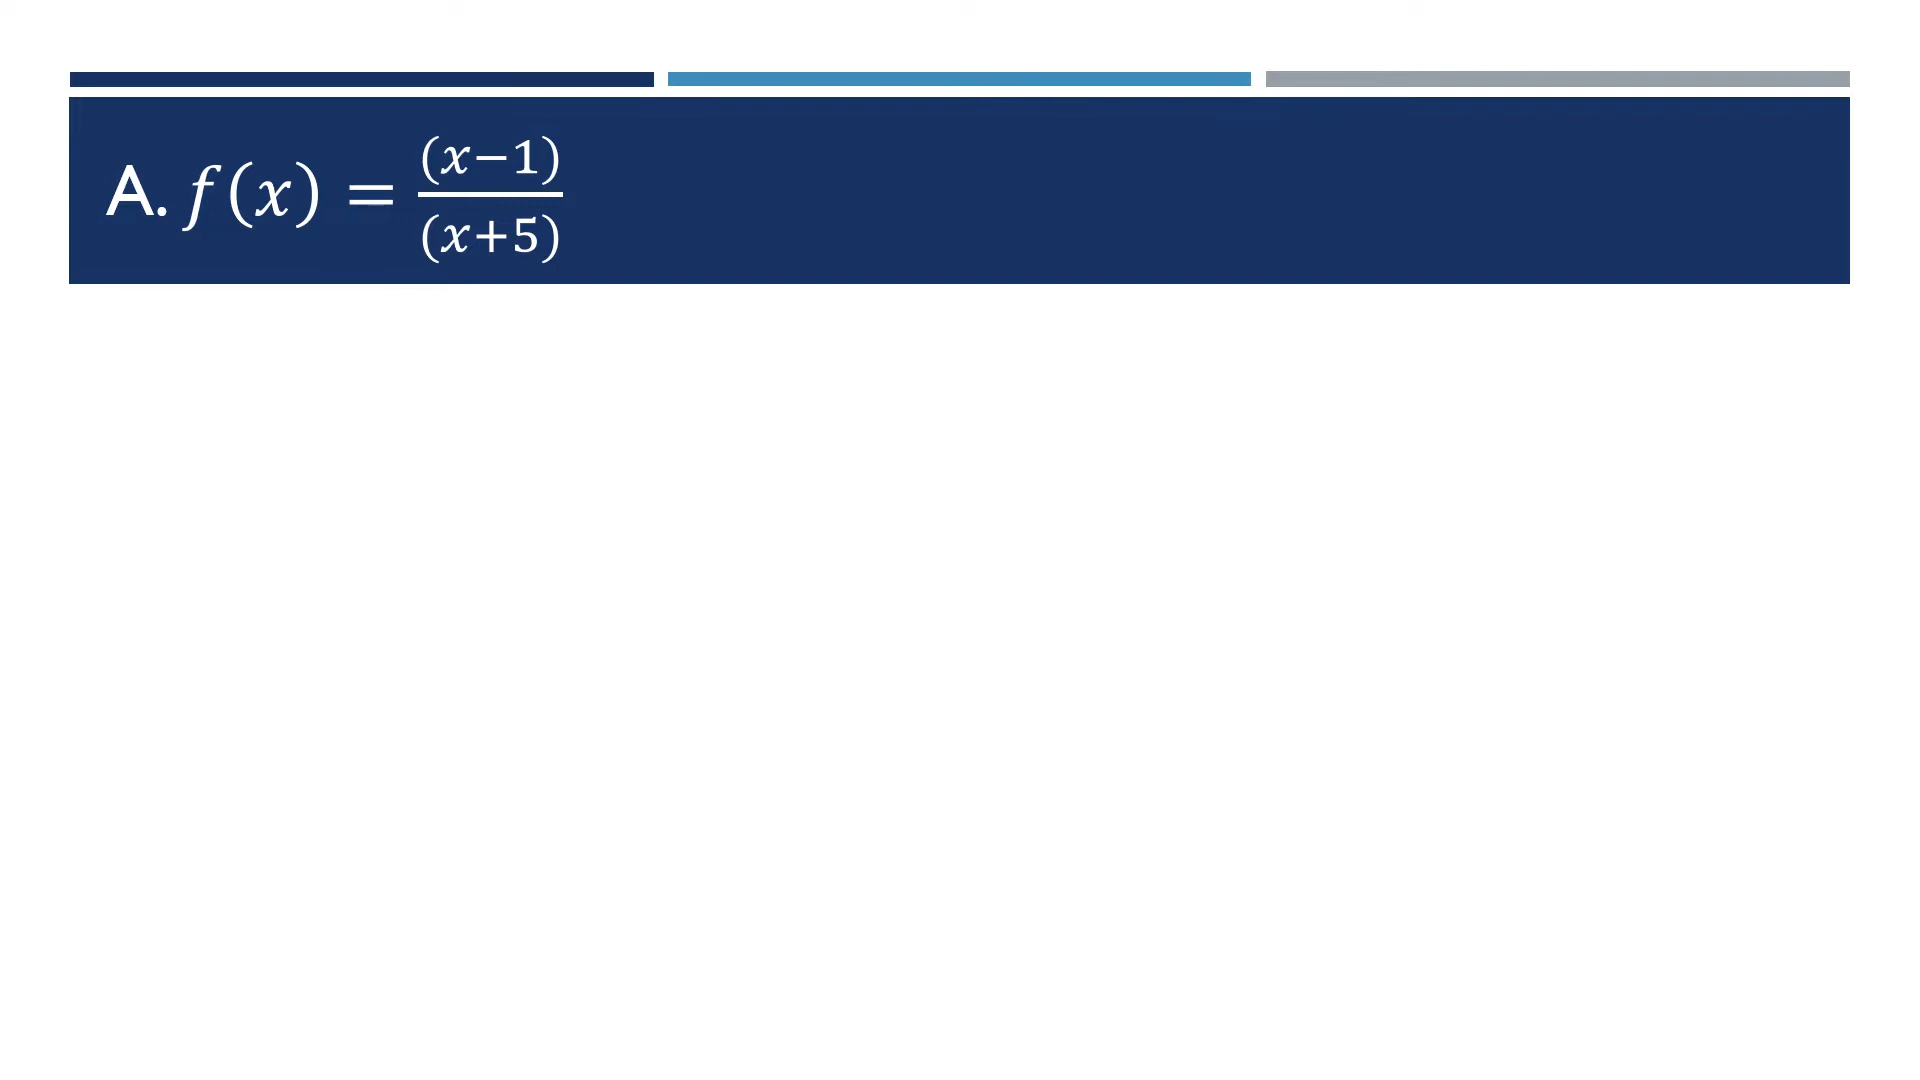 A. f(x) = (x−1)/(x+5)